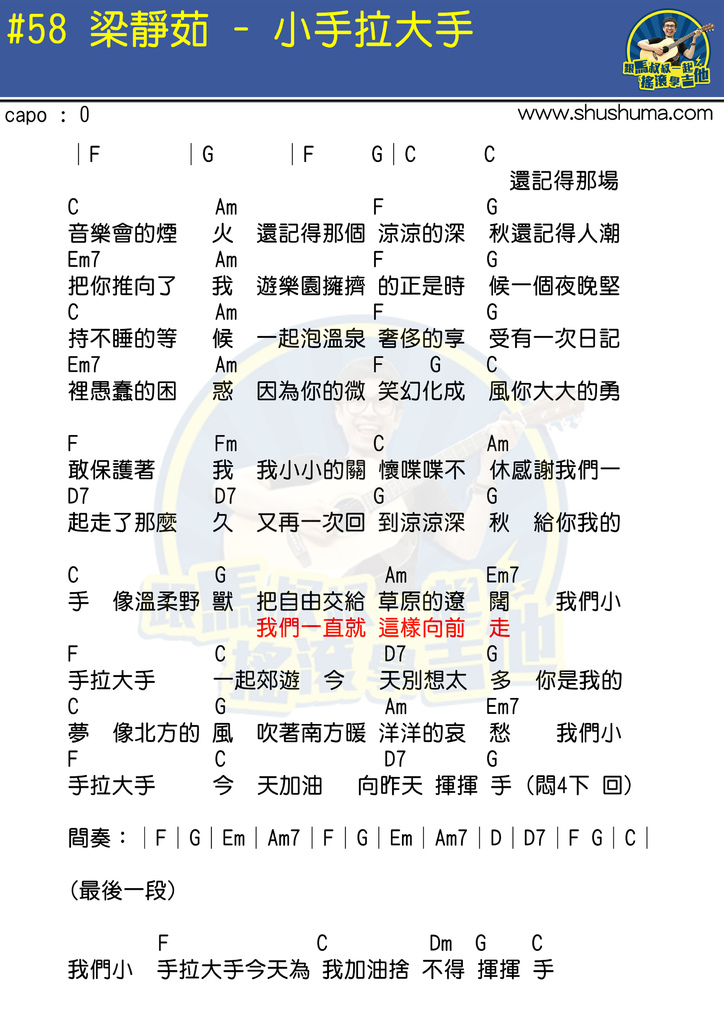 #58 梁靜茹 - 小手拉大手
跟馬叔叔一起
搖滾學吉他
capo : 0
www.shushuma.com
|F |G |F G|C C
還記得那場
C Am F G
音樂會的煙 火 還記得那個 涼涼的深 秋還記得人潮
Em7 Am F G
把你推向了 我 遊樂園擁擠 的正是時 候一個夜晚堅
C Am F G
持不睡的等 候 一起泡溫泉 奢侈的享 受有一次日記
Em7 Am F G C
裡愚蠢的困 惑 因為你的微 笑幻化成 風你大大的勇
F Fm C Am
敢保護著 我 我小小的關 懷喋喋不 休感謝我們一
D7 D7 G G
起走了那麼 久 又再一次回 到涼涼深 秋 給你我的
C G Am Em7
手 像溫柔野 獸 把自由交給 草原的遼 闊 我們小
我們一直就 這樣向前 走
F C D7 G
手拉大手 一起郊遊 今 天別想太 多 你是我的
C G Am Em7
夢 像北方的 風 吹著南方暖 洋洋的哀 愁 我們小
F C D7 G
手拉大手 今 天加油 向昨天 揮揮 手 (悶4下 回)
間奏：|F|G|Em|Am7|F|G|Em|Am7|D|D7|F G|C|
(最後一段)
F C Dm G C
我們小 手拉大手今天為 我加油捨 不得 揮揮 手
跟馬叔叔一起
搖滾學吉他